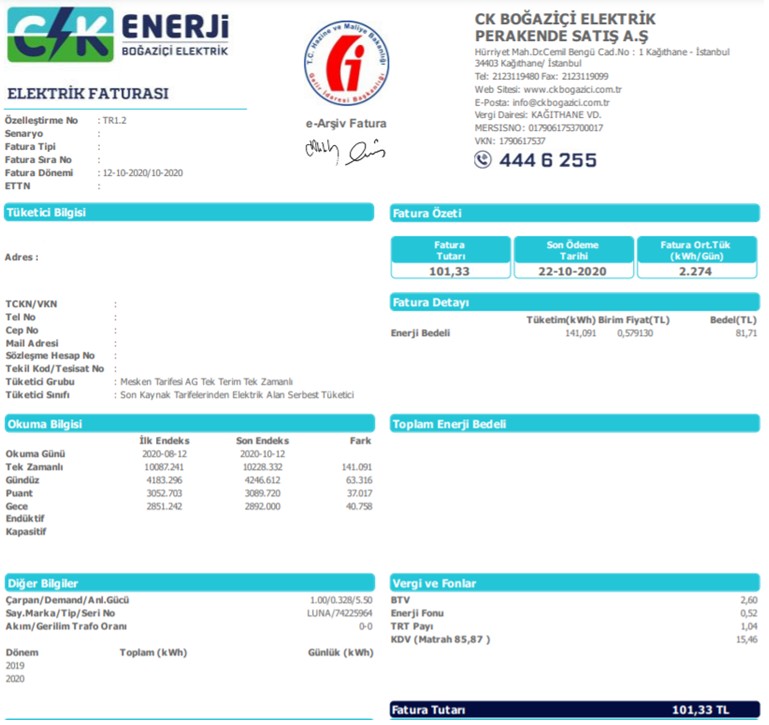 CK ENERJİ
BOĞAZİÇİ ELEKTRİK
ELEKTRİK FATURASI
Özelleştirme No : TR1.2
Senaryo :
Fatura Tipi :
Fatura Sıra No :
Fatura Dönemi : 12-10-2020/10-2020
ETTN :
T.C. Hazine ve Maliye Bakanlığı
Gelir İdaresi Başkanlığı
e-Arşiv Fatura
CK BOĞAZİÇİ ELEKTRİK
PERAKENDE SATIŞ A.Ş
Hürriyet Mah.Dr.Cemil Bengü Cad.No : 1 Kağıthane - İstanbul
34403 Kağıthane/ İstanbul
Tel: 2123119480 Fax: 2123119099
Web Sitesi: www.ckbogazici.com.tr
E-Posta: info@ckbogazici.com.tr
Vergi Dairesi: KAĞITHANE VD.
MERSISNO: 0179061753700017
VKN: 1790617537
444 6 255
Tüketici Bilgisi
Adres :
TCKN/VKN :
Tel No :
Cep No :
Mail Adresi :
Sözleşme Hesap No :
Tekil Kod/Tesisat No :
Tüketici Grubu : Mesken Tarifesi AG Tek Terim Tek Zamanlı
Tüketici Sınıfı : Son Kaynak Tarifelerinden Elektrik Alan Serbest Tüketici
Fatura Özeti
Fatura Tutarı Son Ödeme Tarihi Fatura Ort.Tük (kWh/Gün)
101,33 22-10-2020 2.274
Fatura Detayı
Tüketim(kWh) Birim Fiyat(TL) Bedel(TL)
Enerji Bedeli 141,091 0,579130 81,71
Okuma Bilgisi
İlk Endeks Son Endeks Fark
Okuma Günü 2020-08-12 2020-10-12
Tek Zamanlı 10087.241 10228.332 141.091
Gündüz 4183.296 4246.612 63.316
Puant 3052.703 3089.720 37.017
Gece 2851.242 2892.000 40.758
Endüktif
Kapasitif
Toplam Enerji Bedeli
Diğer Bilgiler
Çarpan/Demand/Anl.Gücü 1.00/0.328/5.50
Say.Marka/Tip/Seri No LUNA/74225964
Akım/Gerilim Trafo Oranı 0-0
Dönem Toplam (kWh) Günlük (kWh)
2019
2020
Vergi ve Fonlar
BTV 2,60
Enerji Fonu 0,52
TRT Payı 1,04
KDV (Matrah 85,87 ) 15,46
Fatura Tutarı 101,33 TL